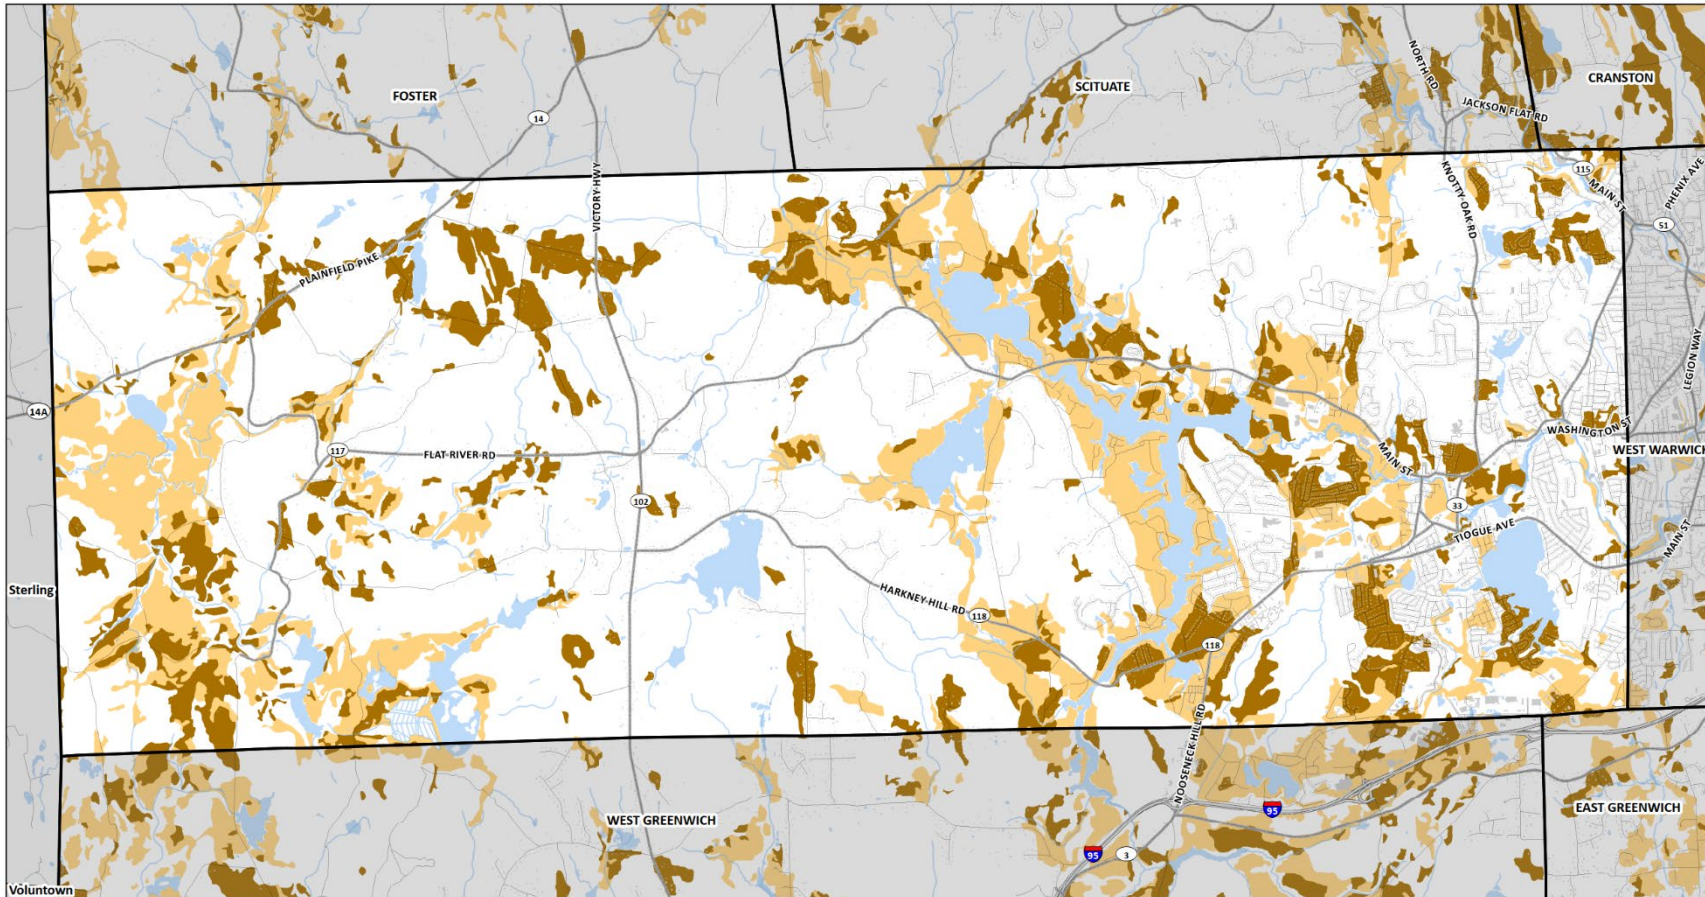 FOSTER
SCITUATE
CRANSTON
NORTH RD
JACKSON FLAT RD
14
115
MAIN ST
PHENIX AVE
VICTORY HWY
KNOTTY OAK RD
51
PLAINFIELD PIKE
LEGION WAY
14A
117
FLAT RIVER RD
WASHINGTON ST
MAIN ST
WEST WARWICK
102
33
TIOGUE AVE
MAIN ST
Sterling
HARKNEY HILL RD
118
118
NOOSENECK HILL RD
WEST GREENWICH
95
EAST GREENWICH
95
3
Voluntown